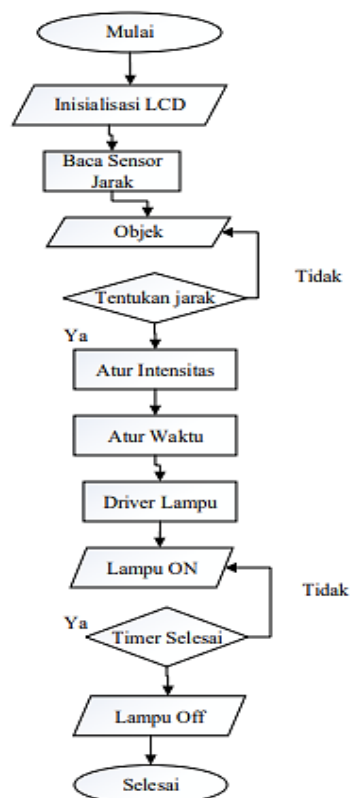 Mulai
Inisialisasi LCD
Baca Sensor
Jarak
Objek
Tidak
Tentukan jarak
Ya
Atur Intensitas
Atur Waktu
Driver Lampu
Lampu ON
Tidak
Ya
Timer Selesai
Lampu Off
Selesai